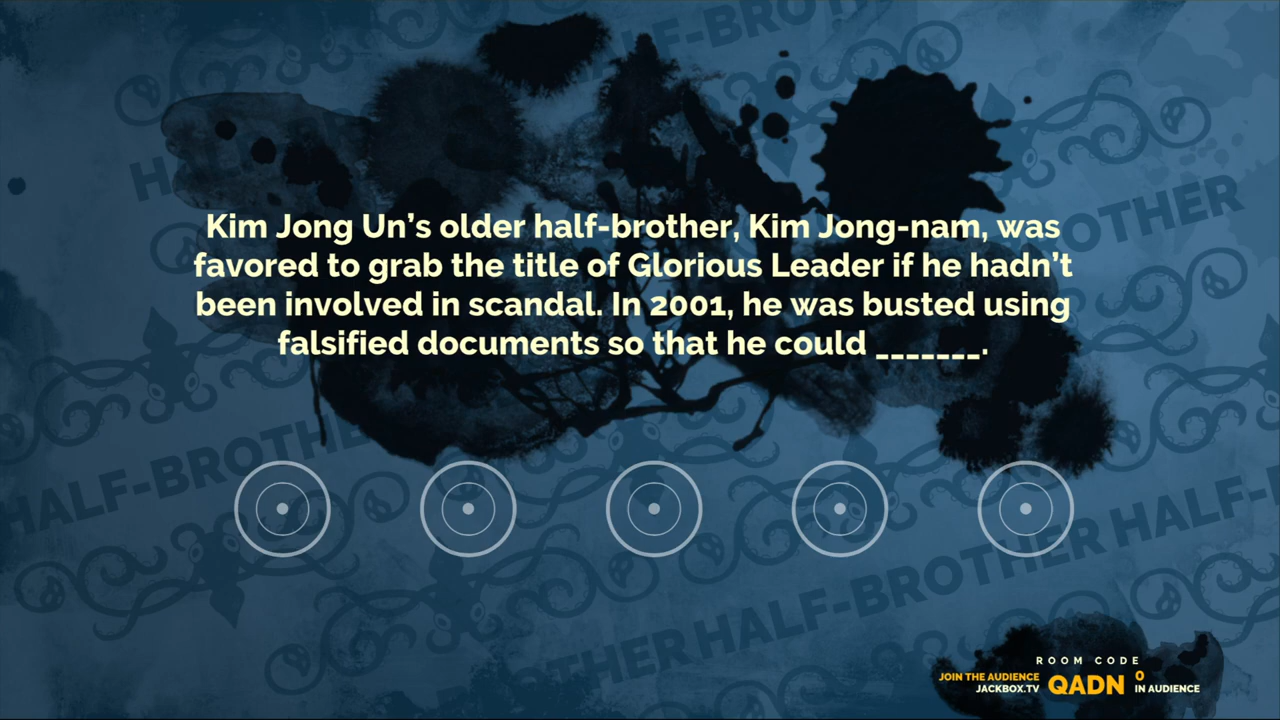 HALF-BROTHER
HALF-BROTHER
Kim Jong Un’s older half-brother, Kim Jong-nam, was
favored to grab the title of Glorious Leader if he hadn’t
been involved in scandal. In 2001, he was busted using
falsified documents so that he could _______.
HALF-BROTHER
HALF-BROTHER HALF-
BROTHER HALF-BROTHER
ROOM CODE
JOIN THE AUDIENCE
JACKBOX.TV
QADN
0
IN AUDIENCE